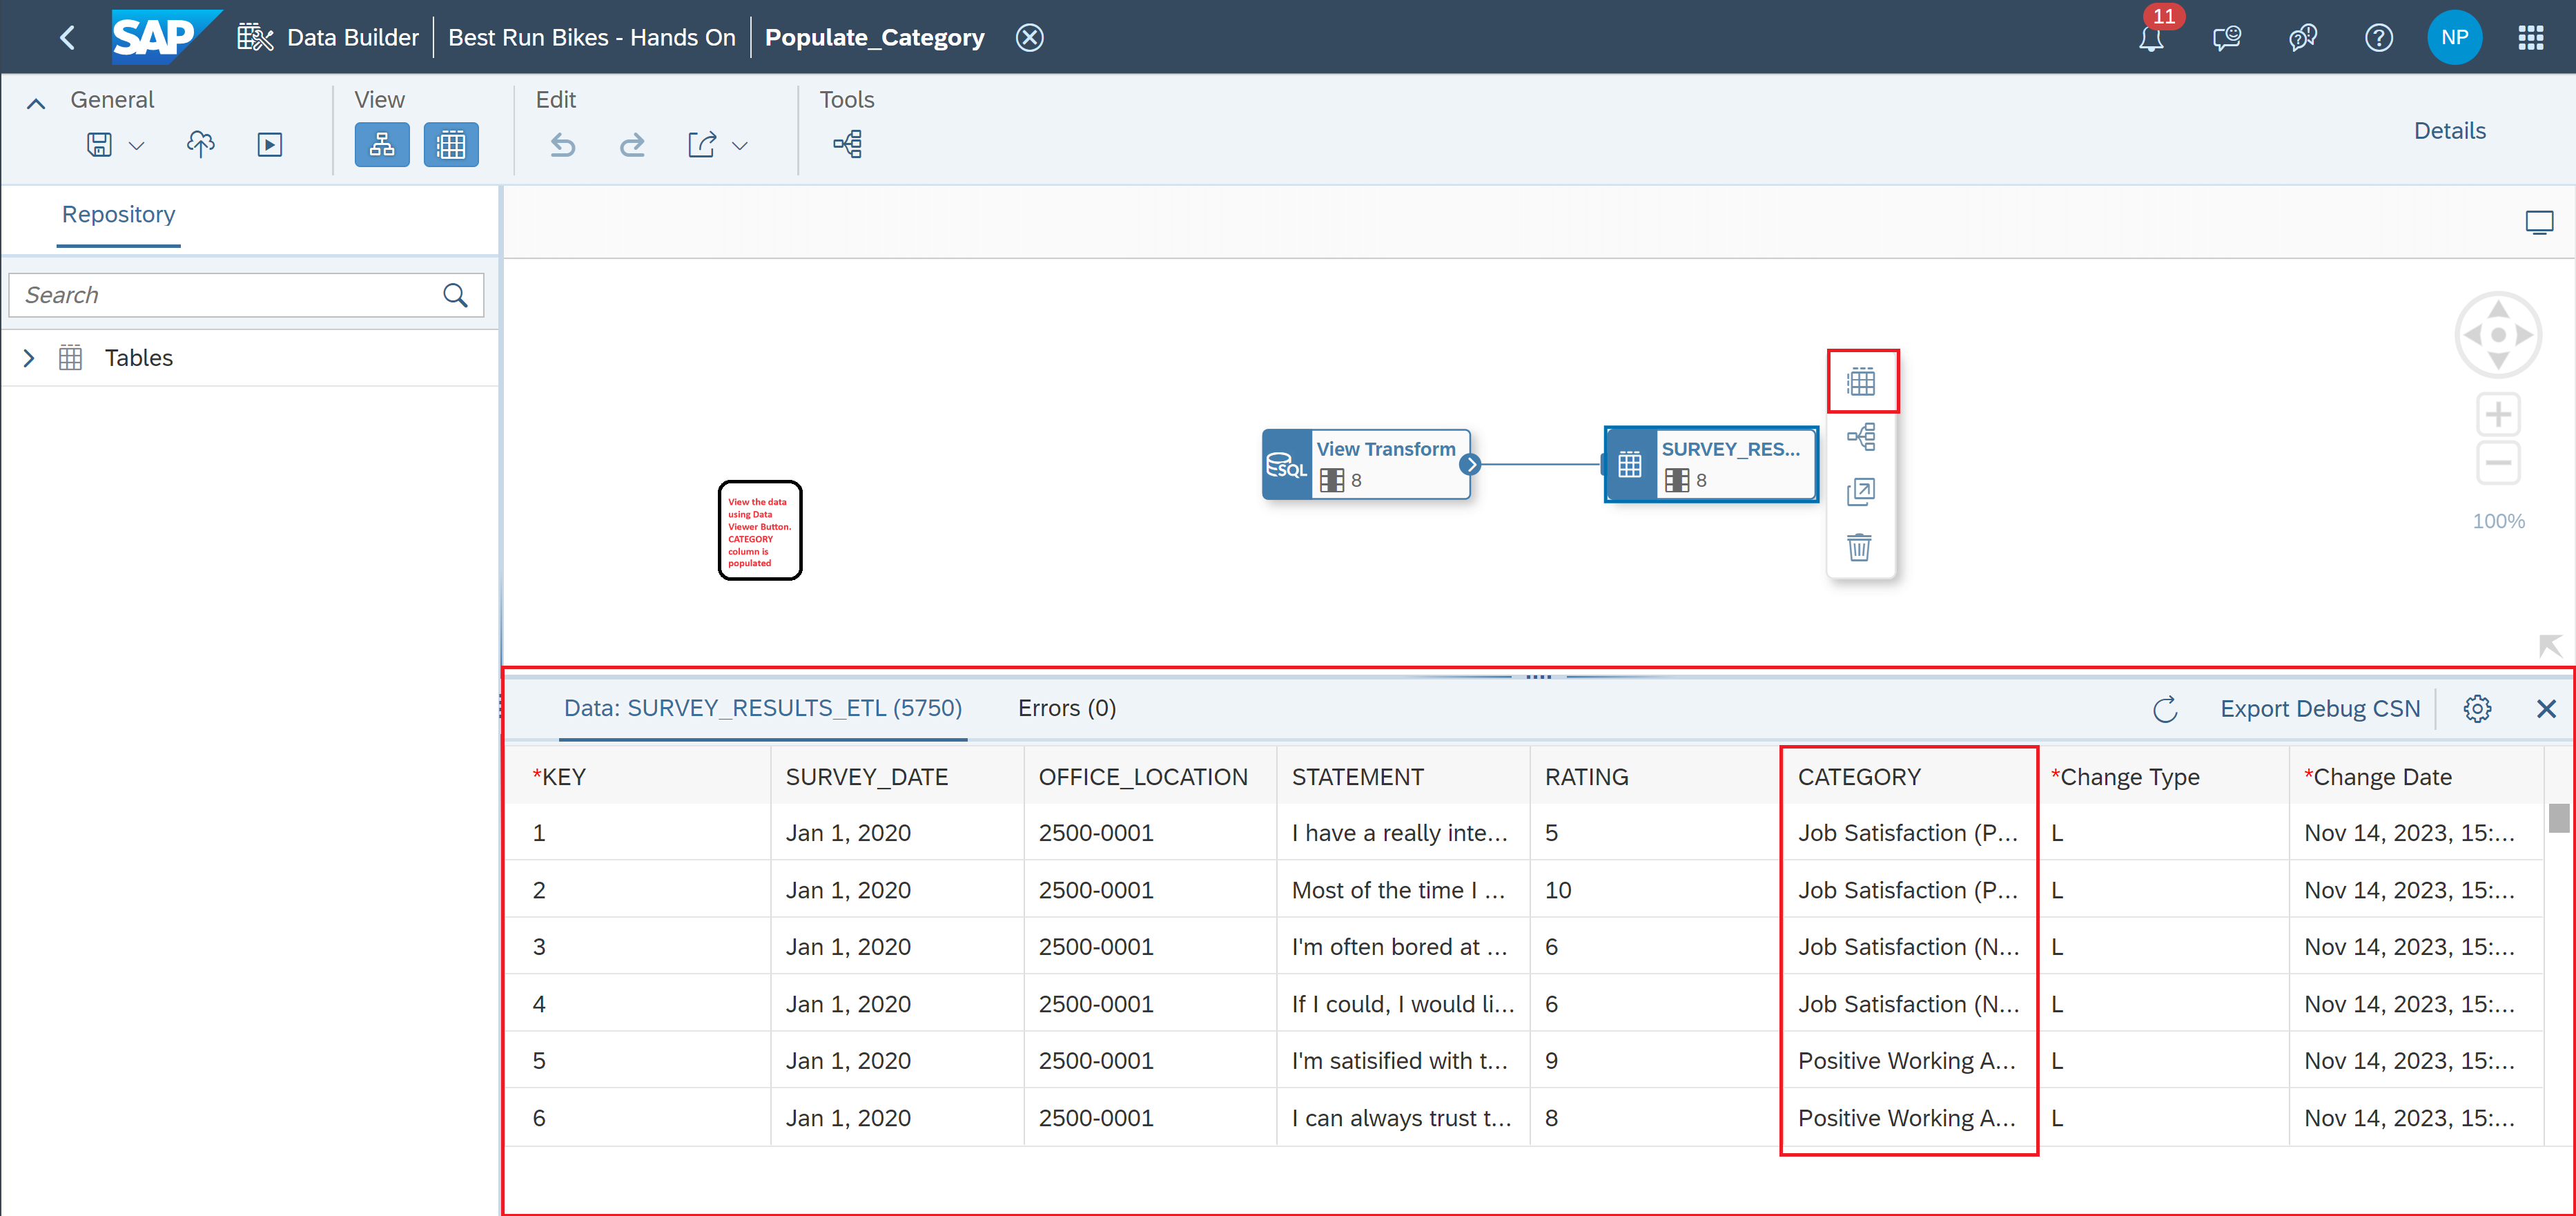 SAP Data Builder Best Run Bikes - Hands On Populate_Category 11 NP
General View Edit Tools
Details
Repository
Search
Tables
View Transform
SQL
8
SURVEY_RES...
8
View the data
using Data
Viewer Button.
CATEGORY
column is
populated
100%
Data: SURVEY_RESULTS_ETL (5750) Errors (0) Export Debug CSN
*KEY SURVEY_DATE OFFICE_LOCATION STATEMENT RATING CATEGORY *Change Type *Change Date
1 Jan 1, 2020 2500-0001 I have a really inte... 5 Job Satisfaction (P... L Nov 14, 2023, 15:...
2 Jan 1, 2020 2500-0001 Most of the time I ... 10 Job Satisfaction (P... L Nov 14, 2023, 15:...
3 Jan 1, 2020 2500-0001 I'm often bored at ... 6 Job Satisfaction (N... L Nov 14, 2023, 15:...
4 Jan 1, 2020 2500-0001 If I could, I would li... 6 Job Satisfaction (N... L Nov 14, 2023, 15:...
5 Jan 1, 2020 2500-0001 I'm satisified with t... 9 Positive Working A... L Nov 14, 2023, 15:...
6 Jan 1, 2020 2500-0001 I can always trust t... 8 Positive Working A... L Nov 14, 2023, 15:...